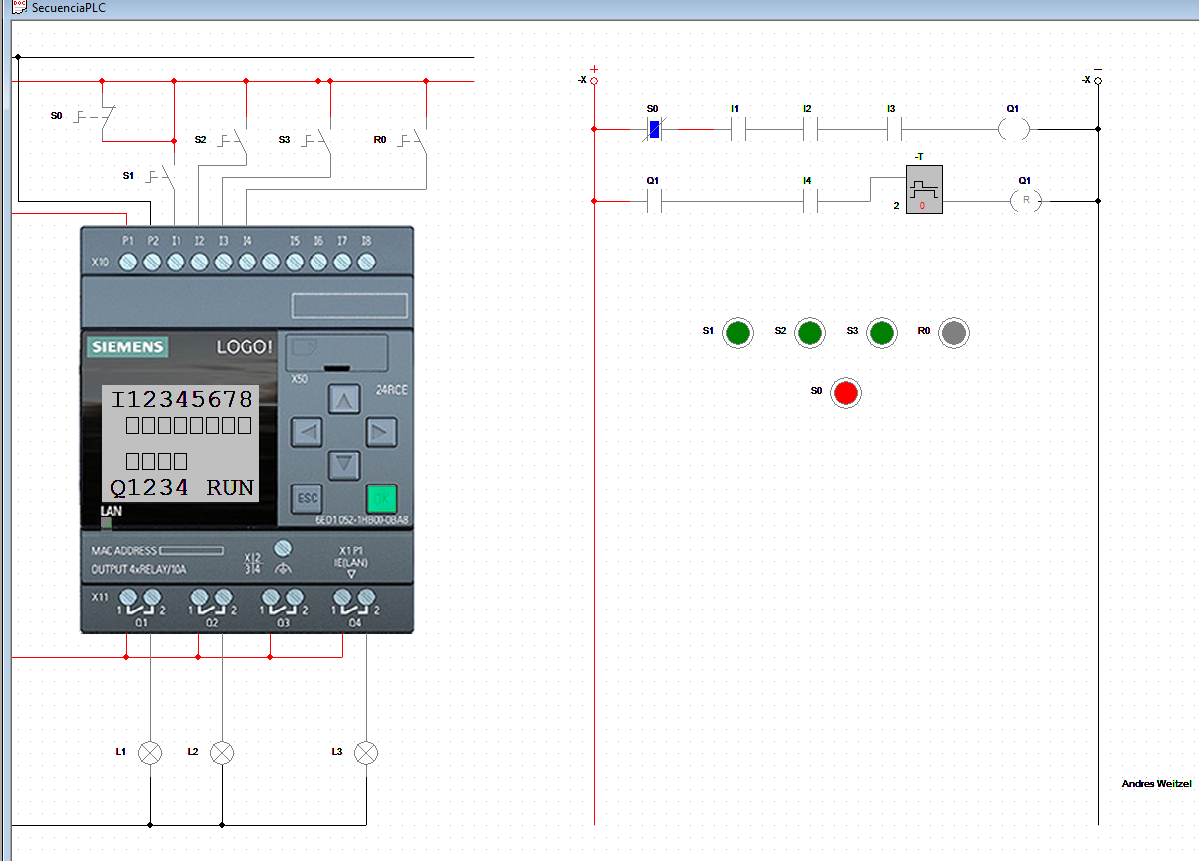 SecuenciaPLC
+
-X
−
-X
S0
I1
I2
I3
Q1
S0
S2
S3
R0
S1
-T
Q1
I4
2
0
Q1
R
P1 P2 I1 I2 I3 I4 I5 I6 I7 I8
X10
S1
S2
S3
R0
S0
SIEMENS
LOGO!
X50
24RCE
I12345678
Q1234 RUN
ESC
OK
LAN
6ED1 052-1HB00-0BA8
MAC ADDRESS
OUTPUT 4xRELAY/10A
X12
3 4
X1 P1
IE(LAN)
X11
1 2 1 2 1 2 1 2
Q1 Q2 Q3 Q4
L1
L2
L3
Andres Weitzel